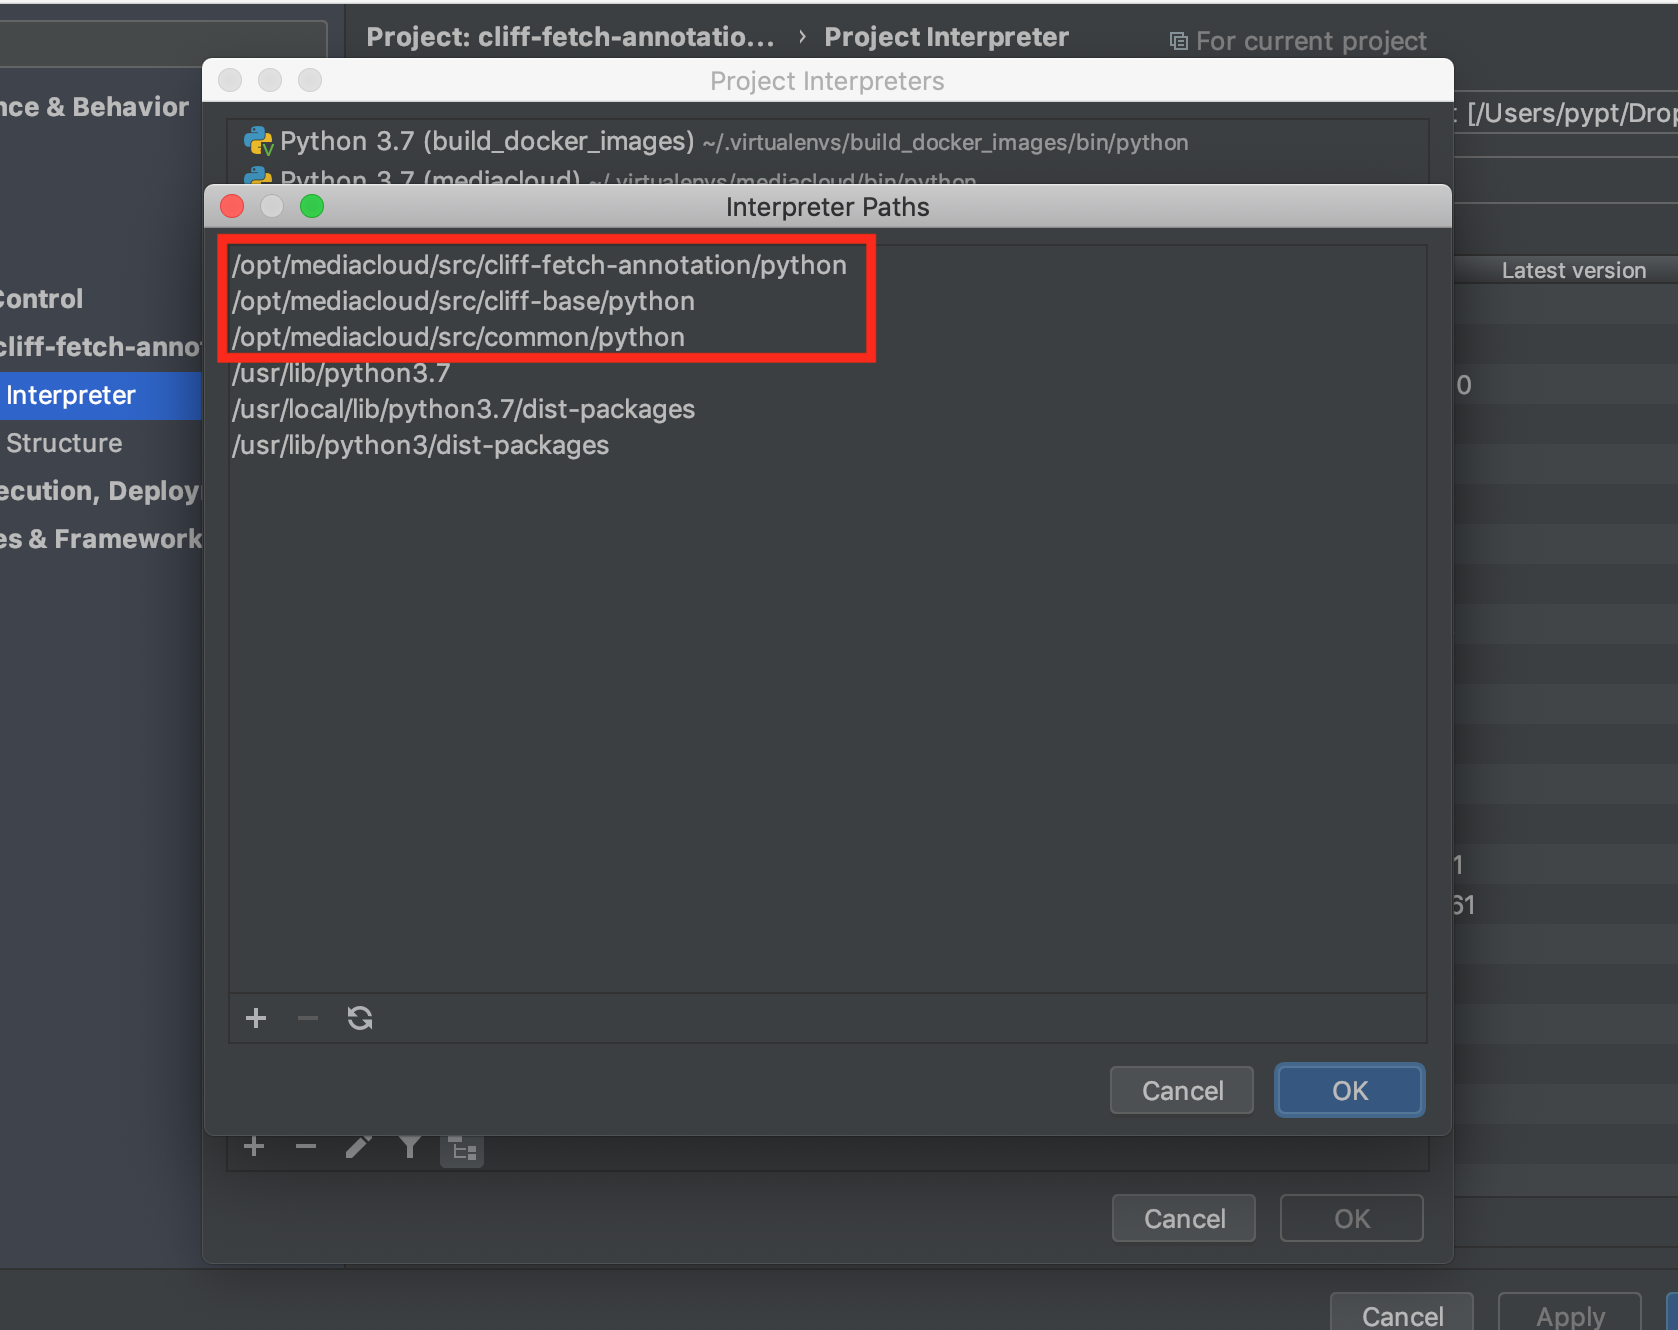 Project: cliff-fetch-annotatio... › Project Interpreter
For current project
Project Interpreters
nce & Behavior
: [/Users/pypt/Drop
Python 3.7 (build_docker_images) ~/.virtualenvs/build_docker_images/bin/python
Python 3.7 (mediacloud) ~/.virtualenvs/mediacloud/bin/python
Interpreter Paths
/opt/mediacloud/src/cliff-fetch-annotation/python
/opt/mediacloud/src/cliff-base/python
/opt/mediacloud/src/common/python
/usr/lib/python3.7
/usr/local/lib/python3.7/dist-packages
/usr/lib/python3/dist-packages
Latest version
Control
cliff-fetch-anno
Interpreter
Structure
ecution, Deploy
es & Framework
0
1
61
Cancel
OK
Cancel
OK
Cancel
Apply